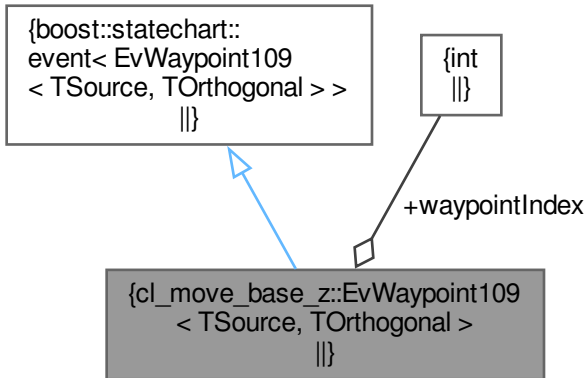 {boost::statechart::
event< EvWaypoint109
< TSource, TOrthogonal > >
||}
{int
||}
+waypointIndex
{cl_move_base_z::EvWaypoint109
< TSource, TOrthogonal >
||}